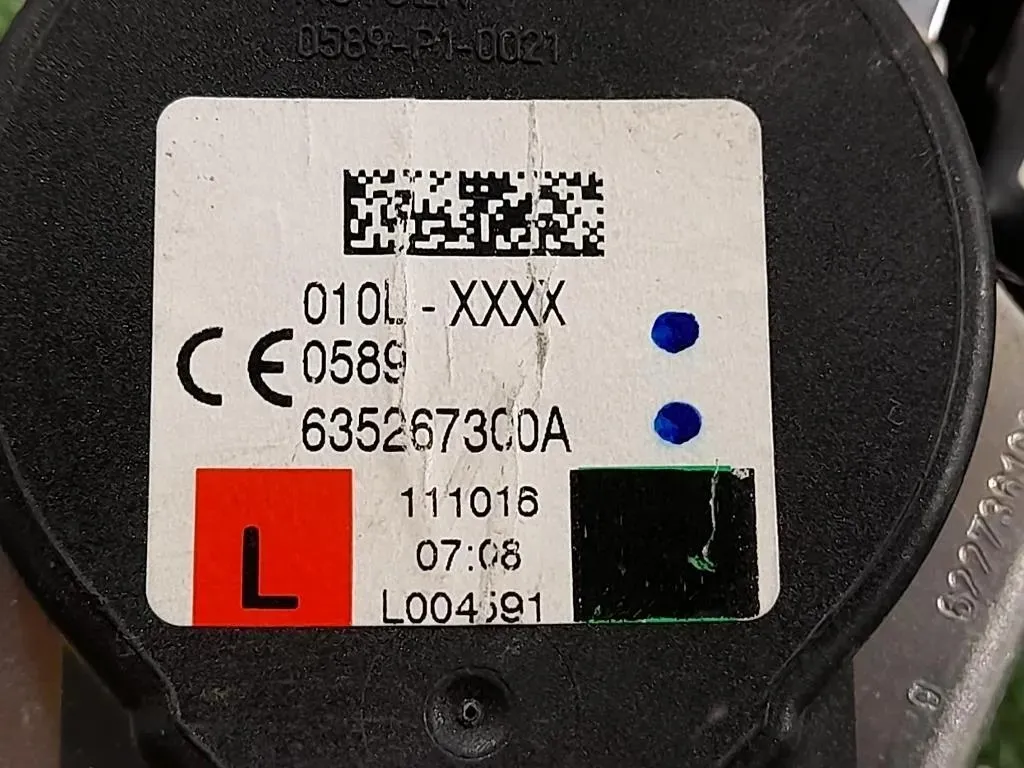 0589-P1-0021
010L-XXXX
CE 0589
635267300A
111016
07:08
L004591
L